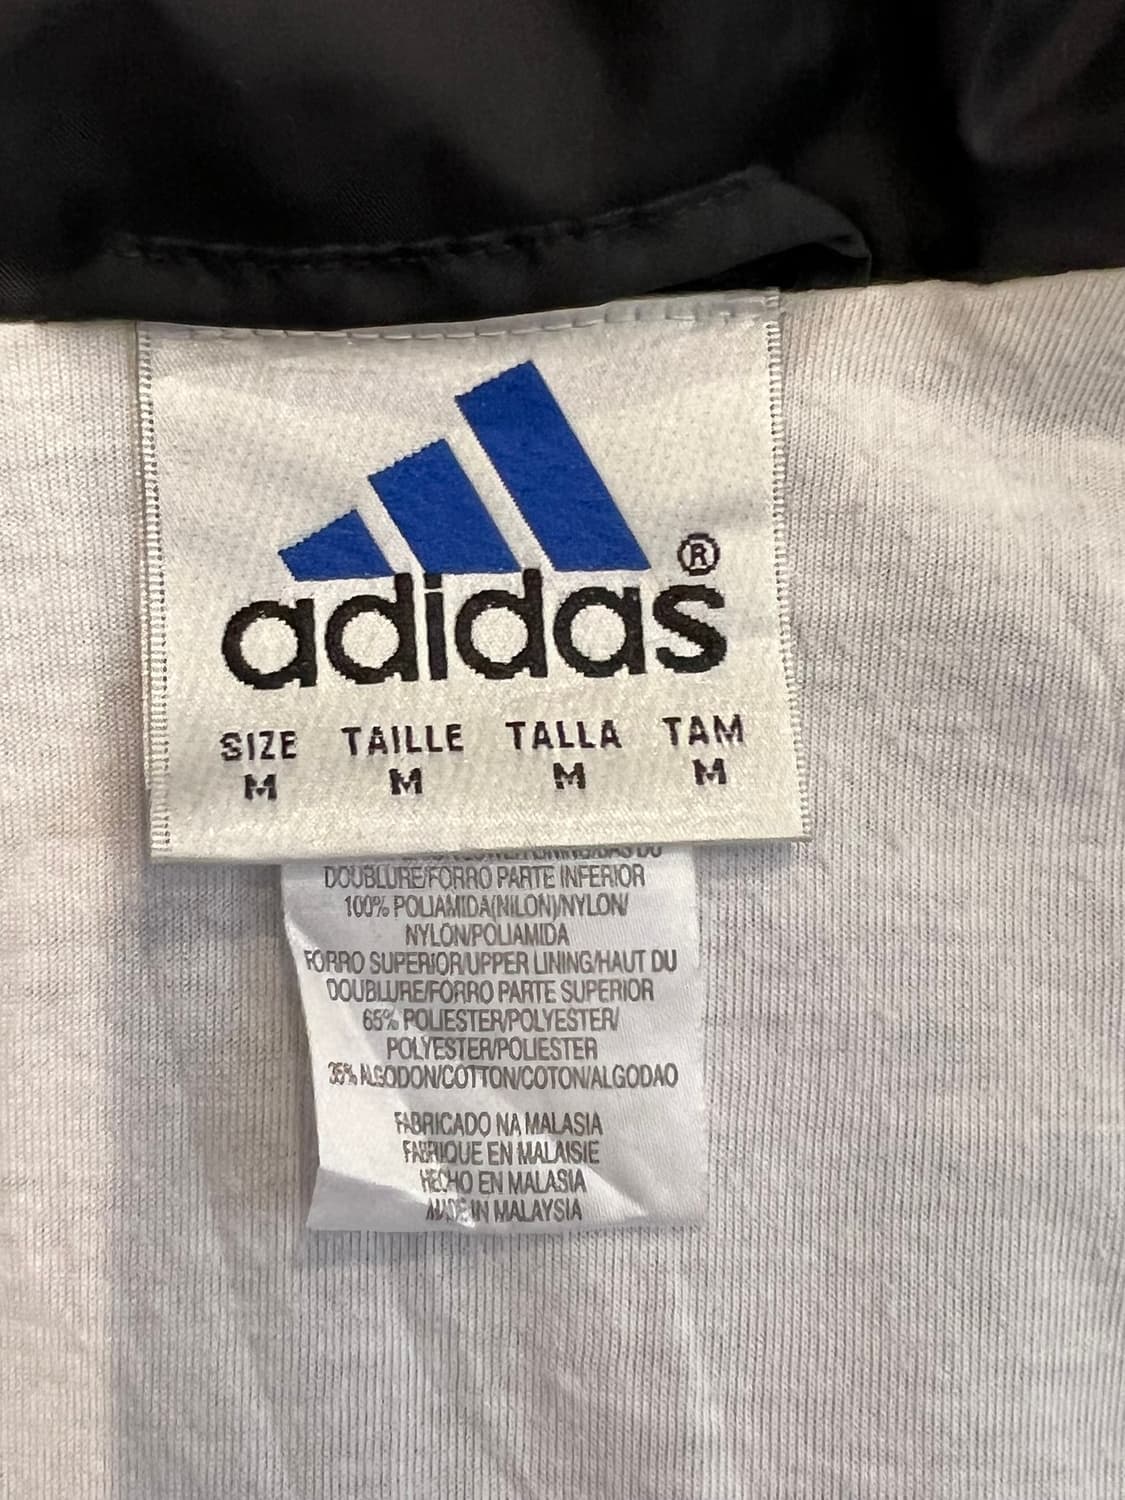 adidas®
SIZE TAILLE TALLA TAM
M M M M
DOUBLURE/FORRO PARTE INFERIOR
100% POLIAMIDA(NILON)/NYLON/
NYLON/POLIAMIDA
FORRO SUPERIOR/UPPER LINING/HAUT DU
DOUBLURE/FORRO PARTE SUPERIOR
65% POLIESTER/POLYESTER/
POLYESTER/POLIESTER
35% ALGODON/COTTON/COTON/ALGODAO
FABRICADO NA MALASIA
FABRIQUE EN MALAISIE
HECHO EN MALASIA
MADE IN MALAYSIA